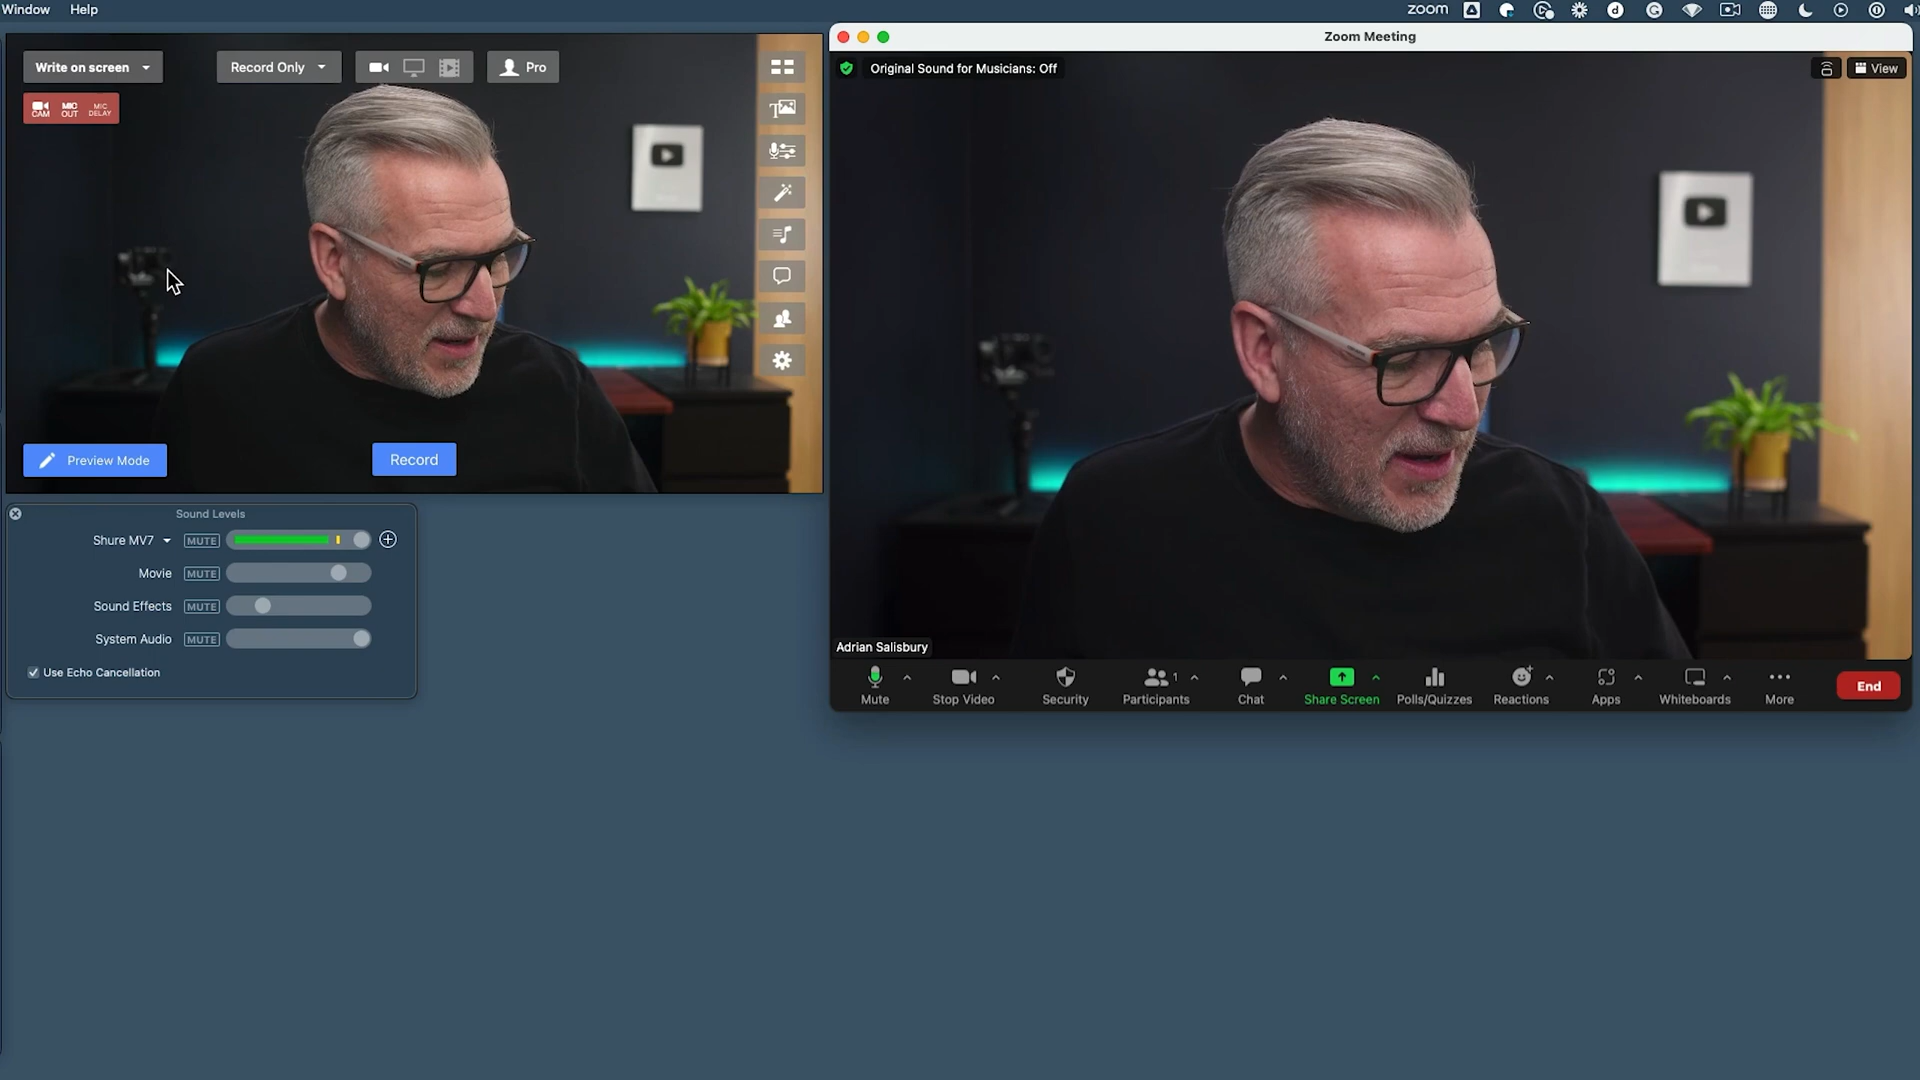 Window Help
zoom
Write on screen
Record Only
Pro
CAM
MIC OUT
MIC DELAY
Preview Mode
Record
Sound Levels
Shure MV7 MUTE
Movie MUTE
Sound Effects MUTE
System Audio MUTE
Use Echo Cancellation
Zoom Meeting
Original Sound for Musicians: Off
View
Adrian Salisbury
1
Mute Stop Video Security Participants Chat Share Screen Polls/Quizzes Reactions Apps Whiteboards More
End